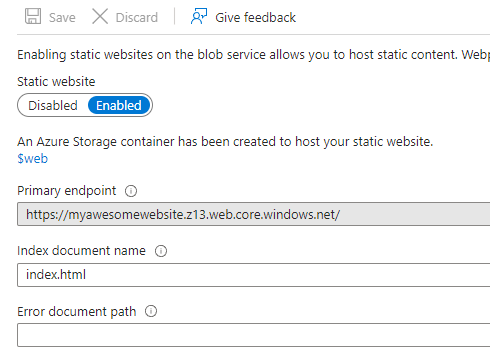 Save Discard Give feedback
Enabling static websites on the blob service allows you to host static content. Webp
Static website
Disabled Enabled
An Azure Storage container has been created to host your static website.
$web
Primary endpoint
https://myawesomewebsite.z13.web.core.windows.net/
Index document name
index.html
Error document path